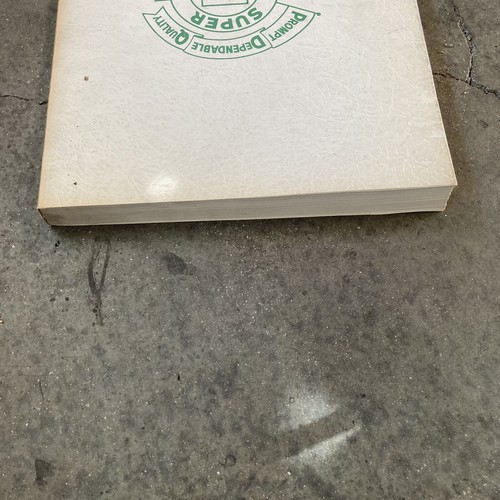 SUPER
PROMPT DEPENDABLE QUALITY